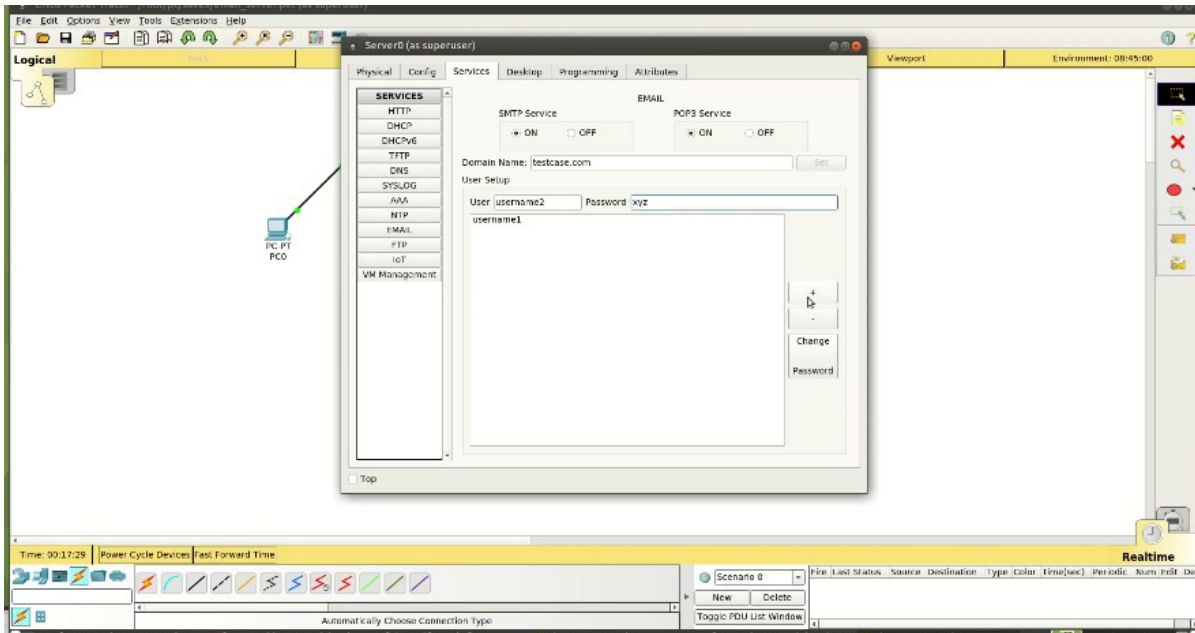 File Edit Options View Tools Extensions Help
Logical
Back
Viewport
Environment: 08:45:00
Server0 (as superuser)
Physical Config Services Desktop Programming Attributes
SERVICES
HTTP
DHCP
DHCPv6
TFTP
DNS
SYSLOG
AAA
NTP
EMAIL
FTP
IoT
VM Management
EMAIL
SMTP Service
POP3 Service
ON OFF
ON OFF
Domain Name: testcase.com
Set
User Setup
User username2 Password xyz
username1
+
-
Change
Password
Top
PC-PT
PC0
Time: 00:17:29 Power Cycle Devices Fast Forward Time
Realtime
Scenario 0
New Delete
Toggle PDU List Window
Fire Last Status Source Destination Type Color Time(sec) Periodic Num Edit
Automatically Choose Connection Type